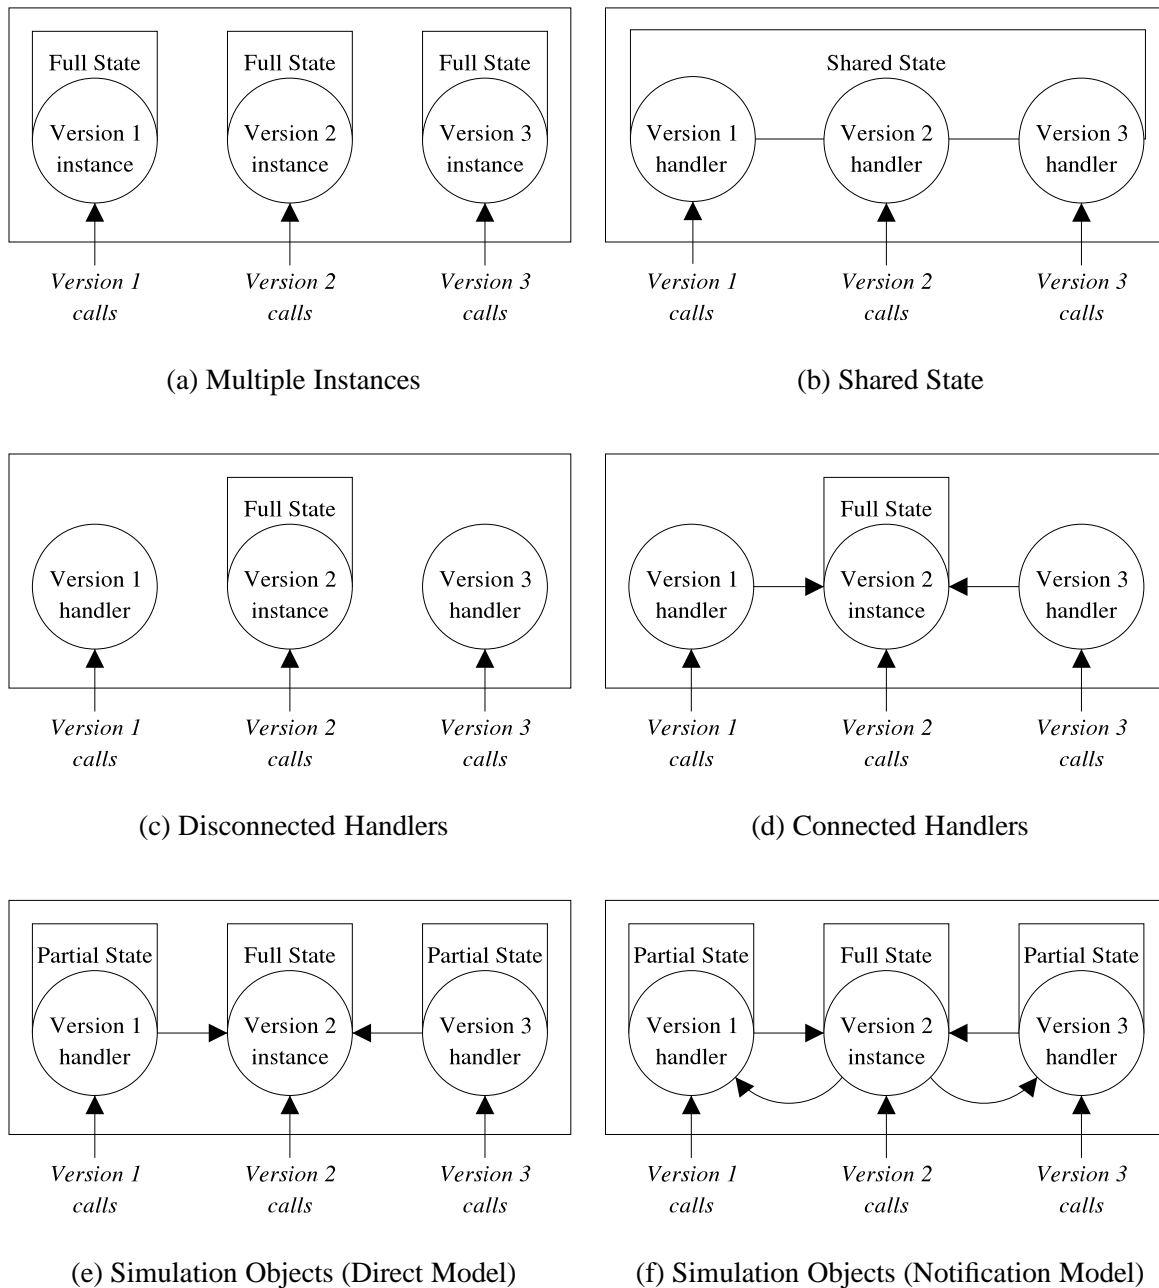 Full State Full State Full State
Version 1 Version 2 Version 3
instance instance instance
Version 1 Version 2 Version 3
calls calls calls
(a) Multiple Instances
Shared State
Version 1 Version 2 Version 3
handler handler handler
Version 1 Version 2 Version 3
calls calls calls
(b) Shared State
Full State
Version 1 Version 2 Version 3
handler instance handler
Version 1 Version 2 Version 3
calls calls calls
(c) Disconnected Handlers
Full State
Version 1 Version 2 Version 3
handler instance handler
Version 1 Version 2 Version 3
calls calls calls
(d) Connected Handlers
Partial State Full State Partial State
Version 1 Version 2 Version 3
handler instance handler
Version 1 Version 2 Version 3
calls calls calls
(e) Simulation Objects (Direct Model)
Partial State Full State Partial State
Version 1 Version 2 Version 3
handler instance handler
Version 1 Version 2 Version 3
calls calls calls
(f) Simulation Objects (Notification Model)